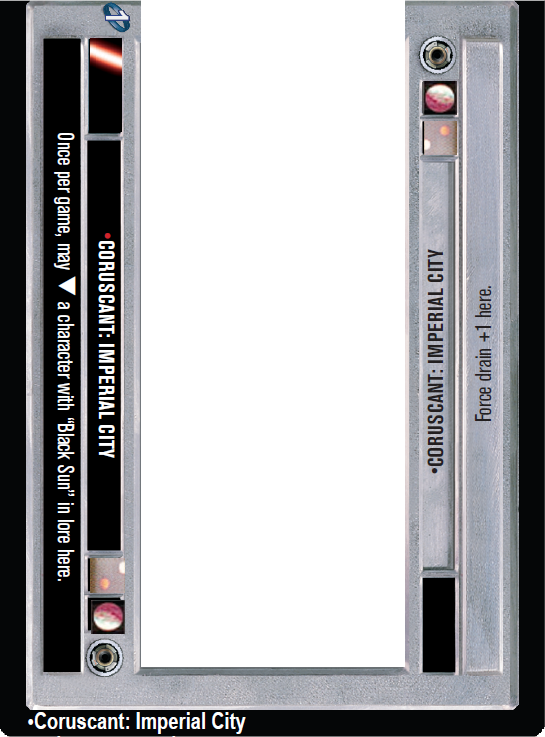 Once per game, may ▼ a character with "Black Sun" in lore here.
•CORUSCANT: IMPERIAL CITY
•CORUSCANT: IMPERIAL CITY
Force drain +1 here.
•Coruscant: Imperial City